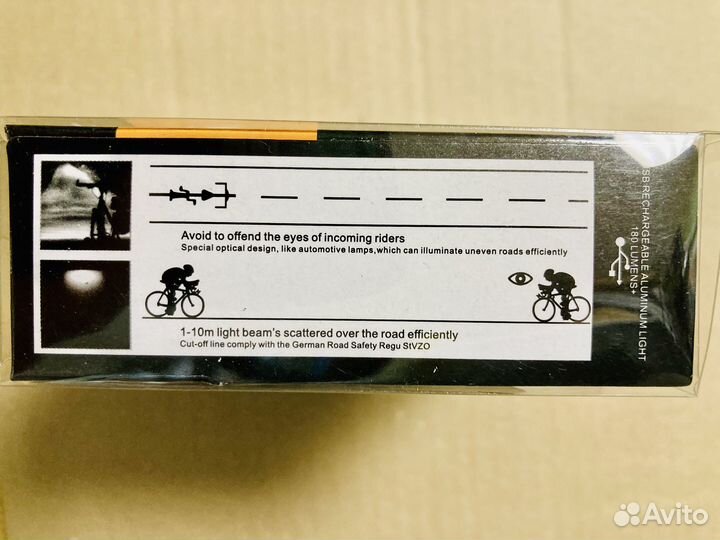 Avoid to offend the eyes of incoming riders
Special optical design, like automotive lamps,which can illuminate uneven roads efficiently
1-10m light beam's scattered over the road efficiently
Cut-off line comply with the German Road Safety Regu StVZO
RECHARGEABLE ALUMINUM LIGHT
180 LUMENS+
Avito